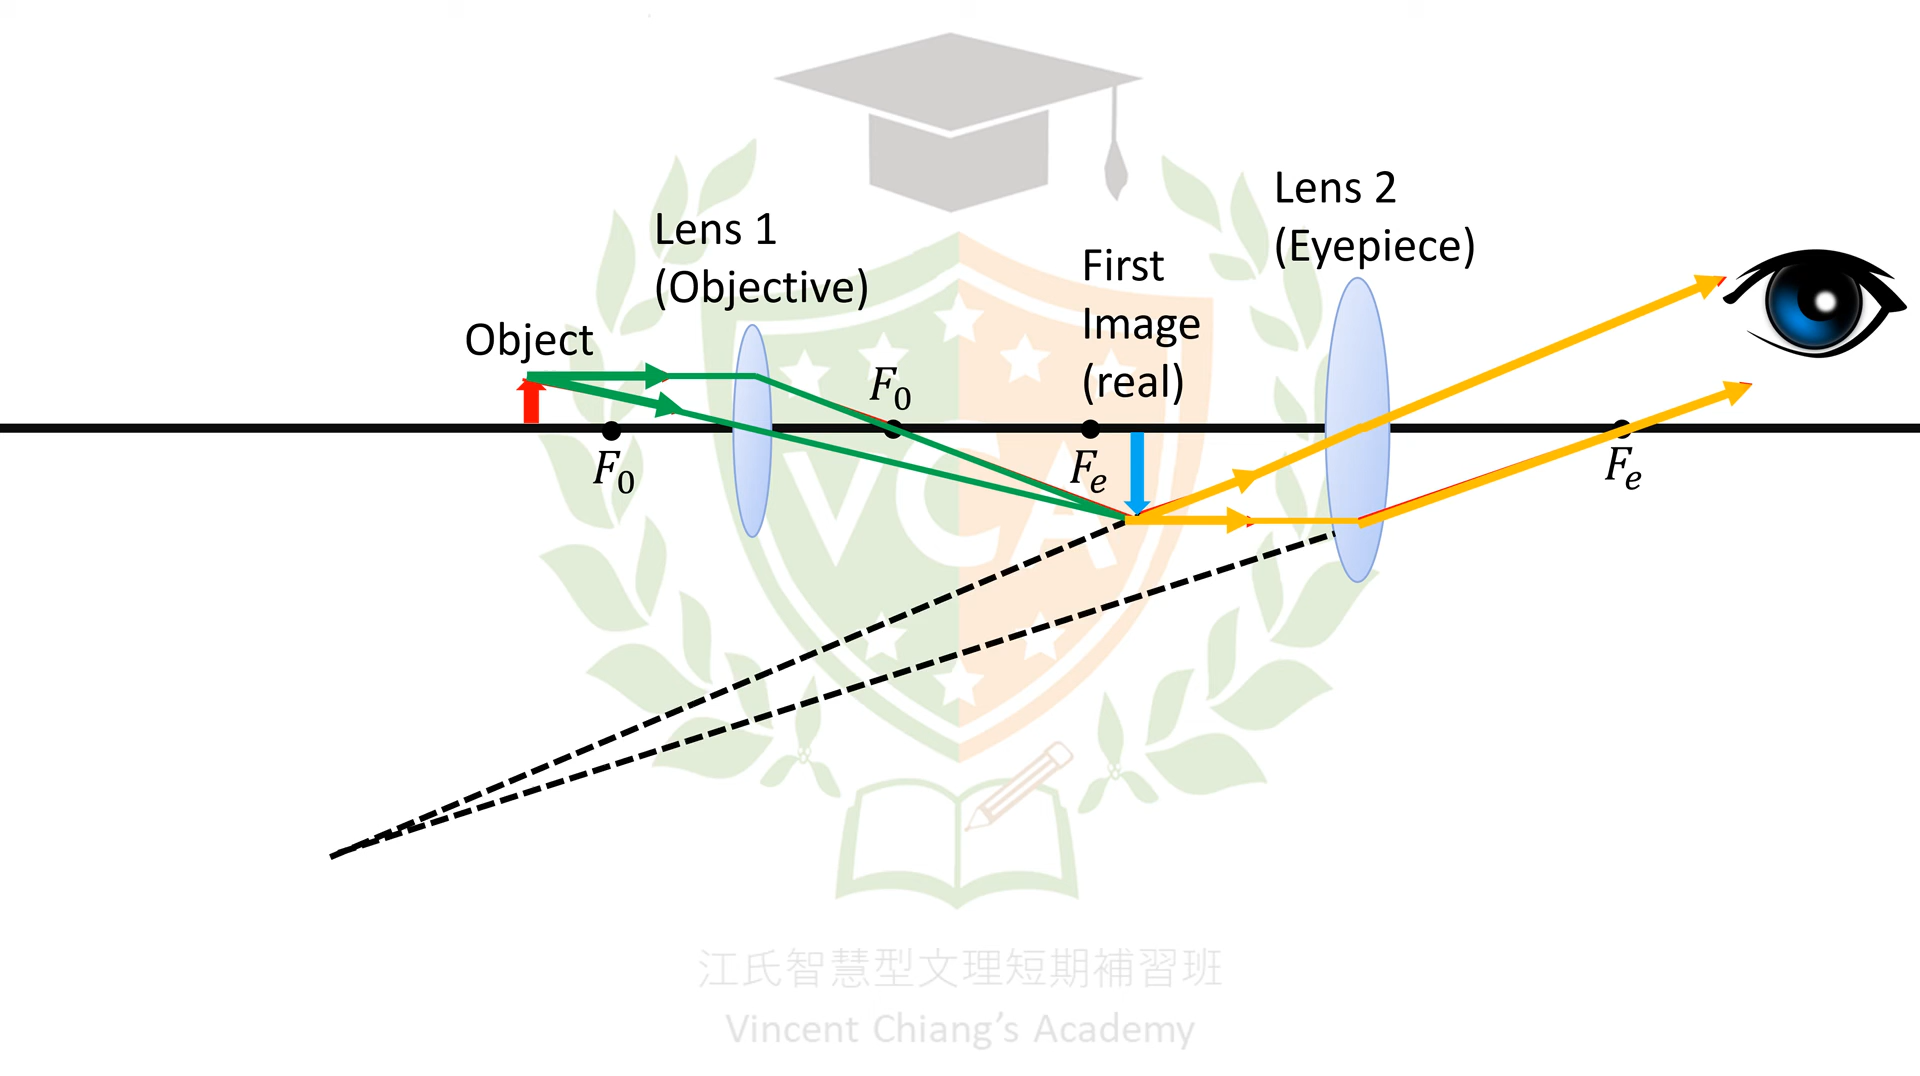 Lens 2
(Eyepiece)
Lens 1
(Objective)
First
Image
(real)
Object
F₀
F₀
Fₑ
Fₑ
VCA
江氏智慧型文理短期補習班
Vincent Chiang’s Academy